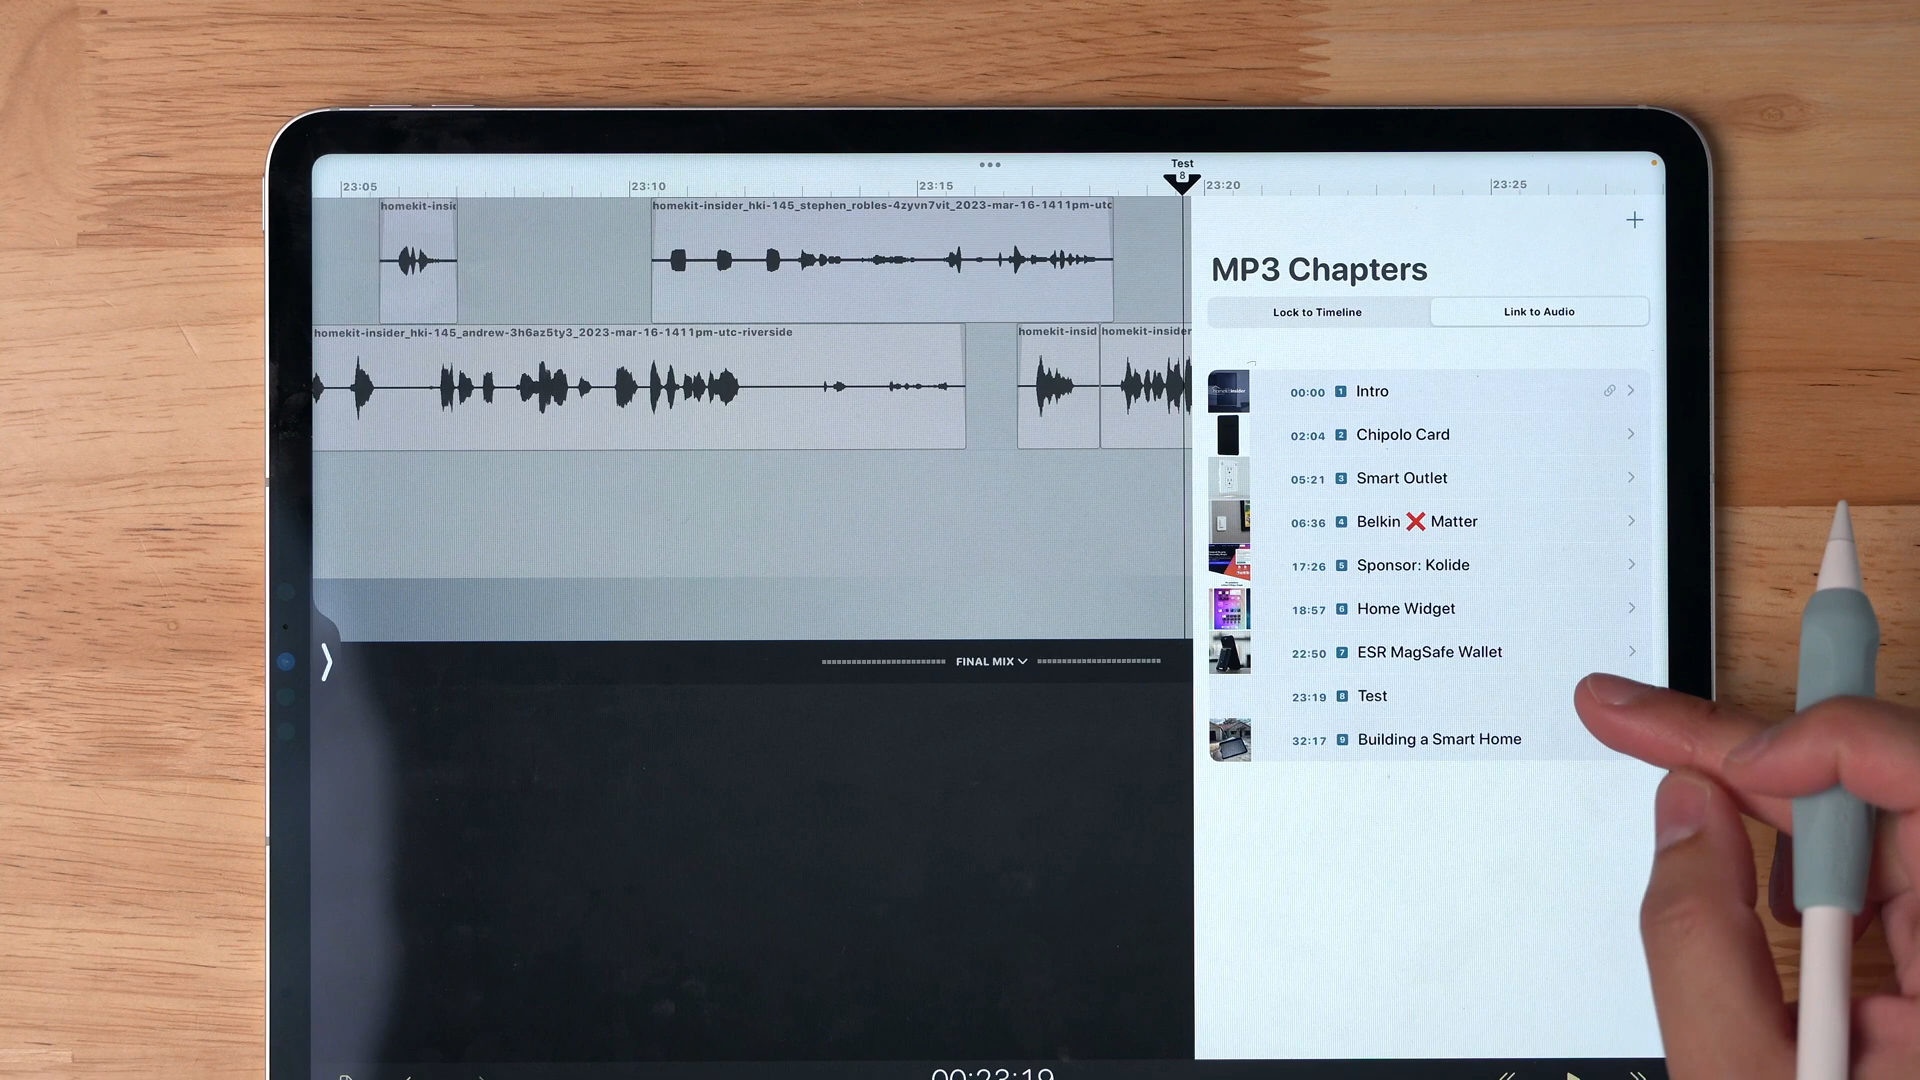 Test
8
23:05
23:10
23:15
23:20
23:25
homekit-insid
homekit-insider_hki-145_stephen_robles-4zyvn7vit_2023-mar-16-1411pm-utc
homekit-insider_hki-145_andrew-3h6az5ty3_2023-mar-16-1411pm-utc-riverside
homekit-insid
homekit-insider
MP3 Chapters
Lock to Timeline
Link to Audio
00:00 1 Intro
02:04 2 Chipolo Card
05:21 3 Smart Outlet
06:36 4 Belkin ❌ Matter
17:26 5 Sponsor: Kolide
18:57 6 Home Widget
22:50 7 ESR MagSafe Wallet
23:19 8 Test
32:17 9 Building a Smart Home
FINAL MIX
00:23:19